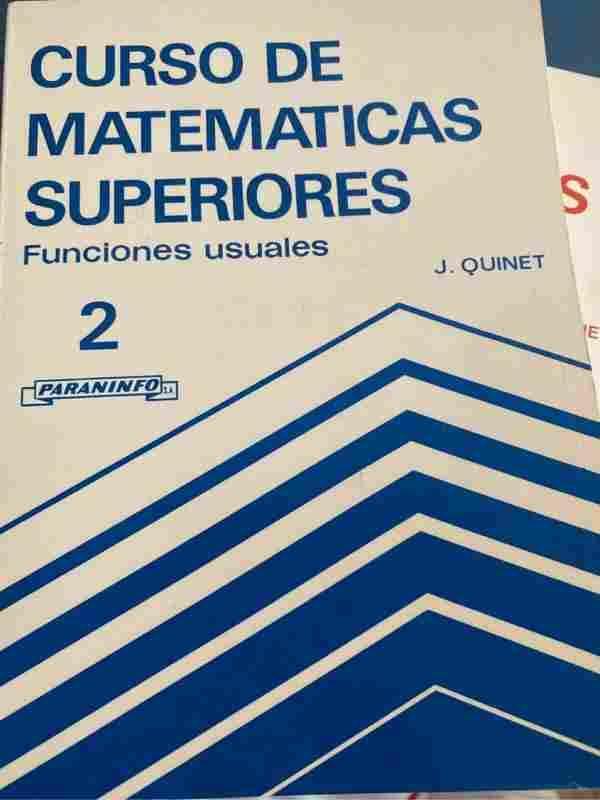 CURSO DE
MATEMATICAS
SUPERIORES
Funciones usuales
J. QUINET
2
PARANINFO S.A.
S